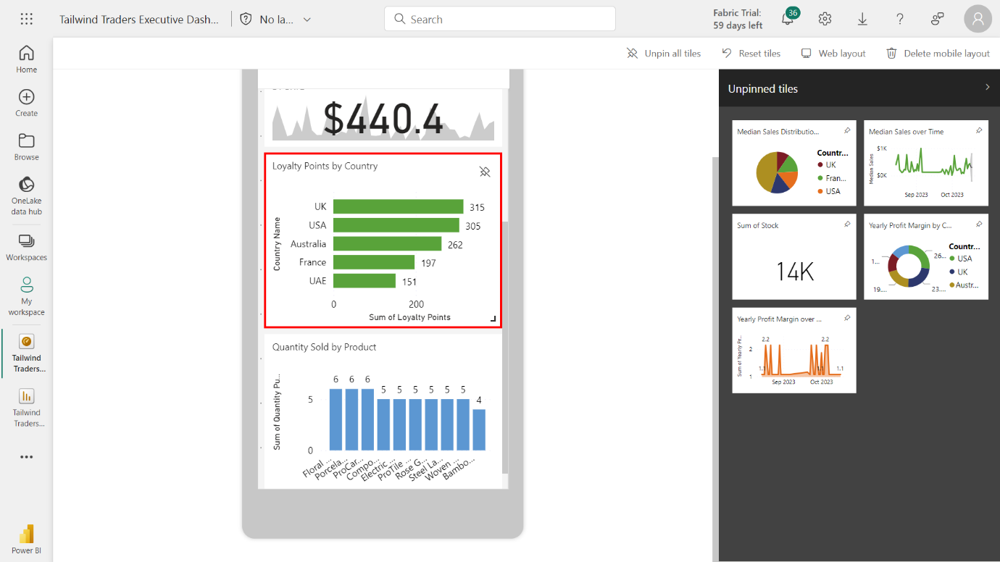 Tailwind Traders Executive Dash...
No la...
Search
Fabric Trial:
59 days left
36
Unpin all tiles
Reset tiles
Web layout
Delete mobile layout
Home
Create
Browse
OneLake
data hub
Workspaces
My
workspace
Tailwind
Traders...
Tailwind
Traders...
Power BI
$440.4
Loyalty Points by Country
Country Name
UK 315
USA 305
Australia 262
France 197
UAE 151
0 200
Sum of Loyalty Points
Quantity Sold by Product
Sum of Quantity Pu...
6 6 6 5 5 5 5 5 5 4
5
0
Floral ...
Porcela...
ProCar...
Compo...
Electric ...
ProTile ...
Rose G...
Steel La...
Woven ...
Bambo...
Unpinned tiles
Median Sales Distributio...
Countr...
UK
Fran...
USA
Median Sales over Time
Median Sales
$1K
$0K
Sep 2023 Oct 2023
Sum of Stock
14K
Yearly Profit Margin by C...
Countr...
USA
UK
Austr...
26...
1...
19....
23....
Yearly Profit Margin over ...
Sum of Yearly Pr...
2
1
2.2 2.2
1.1 1.1 1.1
Sep 2023 Oct 2023